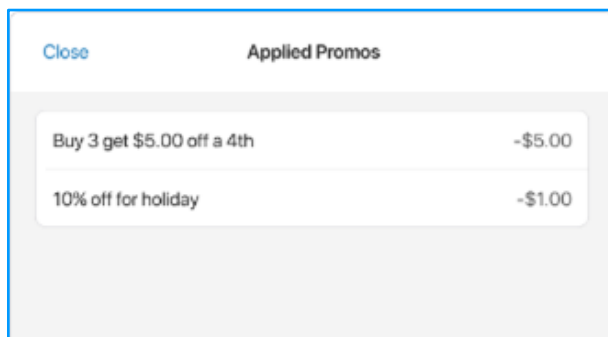 Close Applied Promos
Buy 3 get $5.00 off a 4th -$5.00
10% off for holiday -$1.00